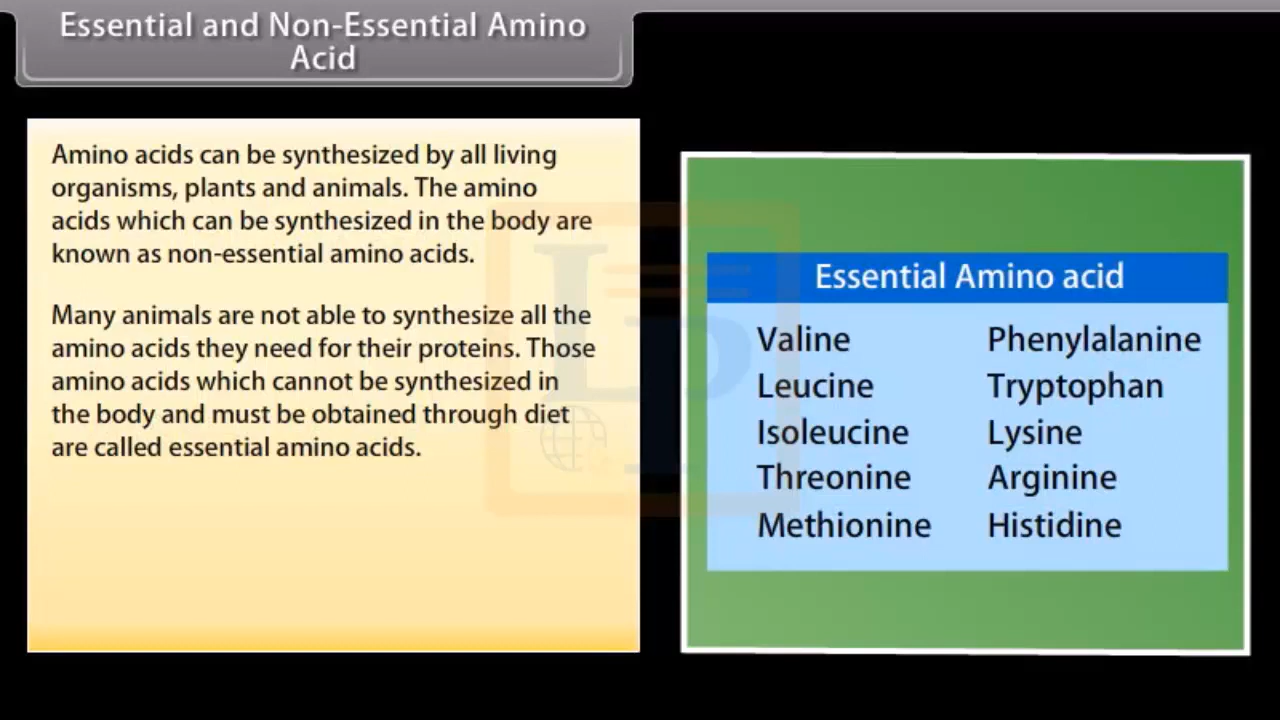 Essential and Non-Essential Amino
Acid
Amino acids can be synthesized by all living
organisms, plants and animals. The amino
acids which can be synthesized in the body are
known as non-essential amino acids.
Many animals are not able to synthesize all the
amino acids they need for their proteins. Those
amino acids which cannot be synthesized in
the body and must be obtained through diet
are called essential amino acids.
Essential Amino acid
Valine Phenylalanine
Leucine Tryptophan
Isoleucine Lysine
Threonine Arginine
Methionine Histidine